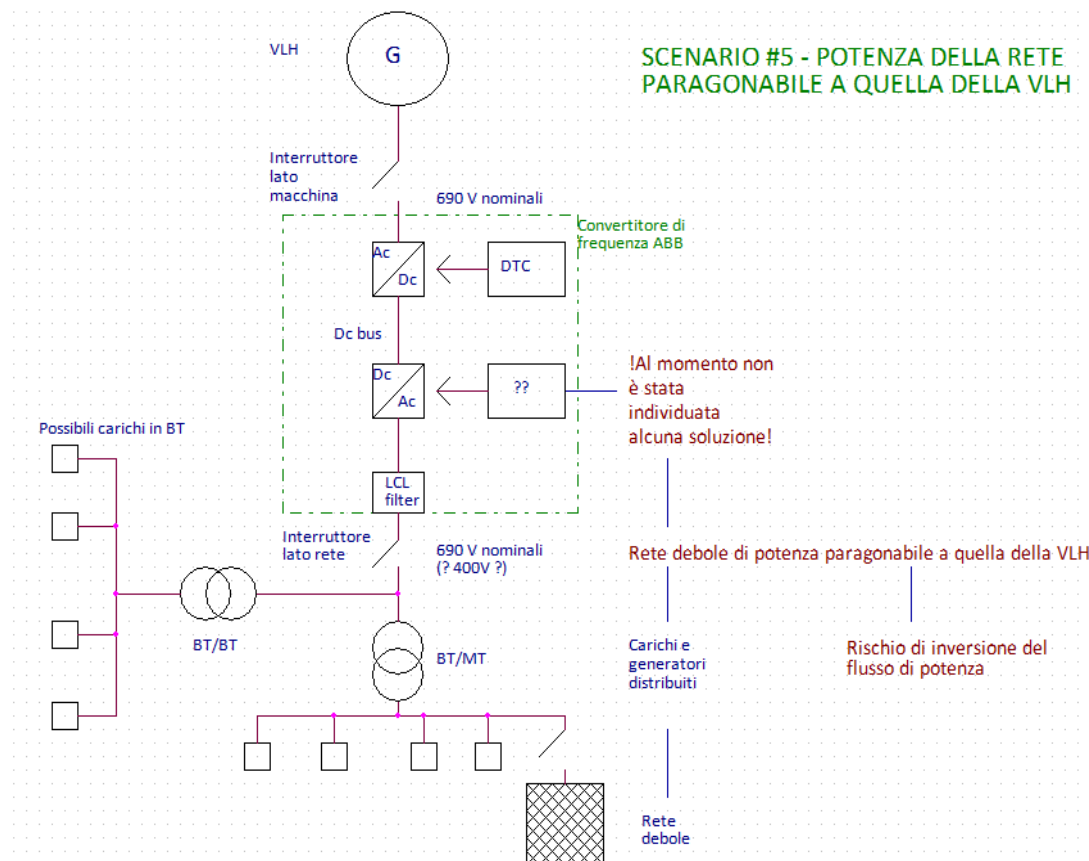 VLH
G
SCENARIO #5 - POTENZA DELLA RETE
PARAGONABILE A QUELLA DELLA VLH
Interruttore
lato
macchina
690 V nominali
Convertitore di
frequenza ABB
Ac
Dc
DTC
Dc bus
Dc
Ac
??
!Al momento non
è stata
individuata
alcuna soluzione!
Possibili carichi in BT
LCL
filter
Interruttore
lato rete
690 V nominali
(? 400V ?)
Rete debole di potenza paragonabile a quella della VLH
BT/BT
BT/MT
Carichi e
generatori
distribuiti
Rischio di inversione del
flusso di potenza
Rete
debole